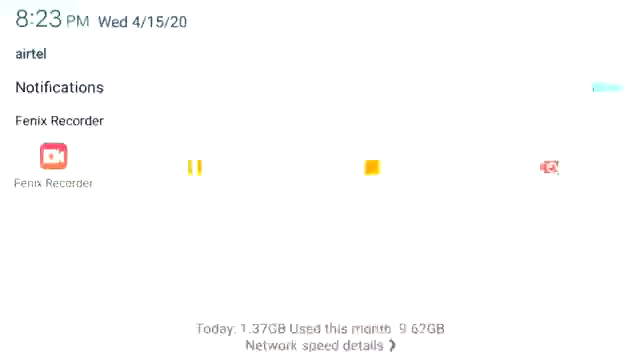 8:23 PM Wed 4/15/20
airtel
Notifications
Fenix Recorder
Fenix Recorder
Today: 1.37GB Used this month 9.62GB
Network speed details ❯